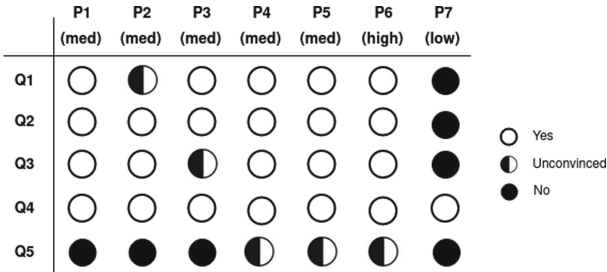 P1 P2 P3 P4 P5 P6 P7
(med) (med) (med) (med) (med) (high) (low)
Q1
Q2
Q3
Q4
Q5
Yes
Unconvinced
No